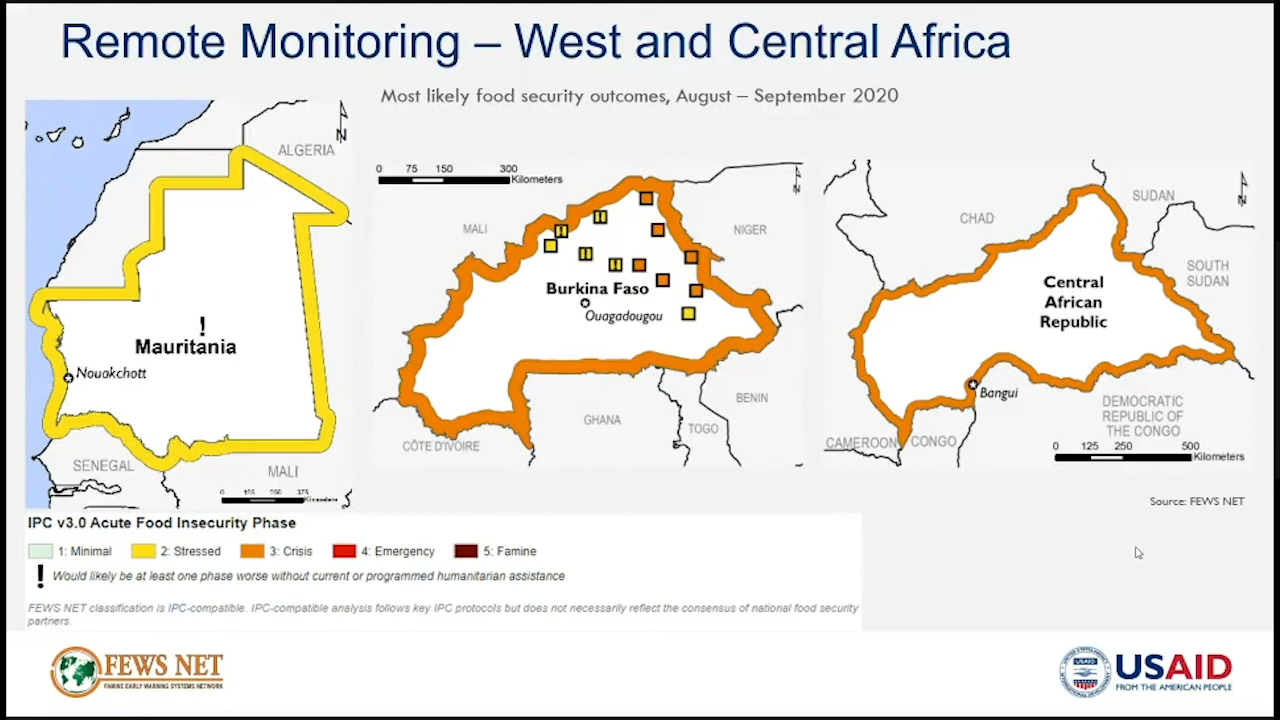 Remote Monitoring – West and Central Africa
Most likely food security outcomes, August – September 2020
ALGERIA
N
!
Mauritania
Nouakchott
SENEGAL
MALI
0 75 150 300
Kilometers
N
MALI
NIGER
Burkina Faso
Ouagadougou
BENIN
GHANA
TOGO
CÔTE D'IVOIRE
N
CHAD
SUDAN
SOUTH
SUDAN
Central
African
Republic
Bangui
DEMOCRATIC
REPUBLIC OF
THE CONGO
CAMEROON
CONGO
0 125 250 500
Kilometers
Source: FEWS NET
IPC v3.0 Acute Food Insecurity Phase
1: Minimal 2: Stressed 3: Crisis 4: Emergency 5: Famine
! Would likely be at least one phase worse without current or programmed humanitarian assistance
FEWS NET classification is IPC-compatible. IPC-compatible analysis follows key IPC protocols but does not necessarily reflect the consensus of national food security
partners.
FEWS NET
FAMINE EARLY WARNING SYSTEMS NETWORK
USAID
FROM THE AMERICAN PEOPLE